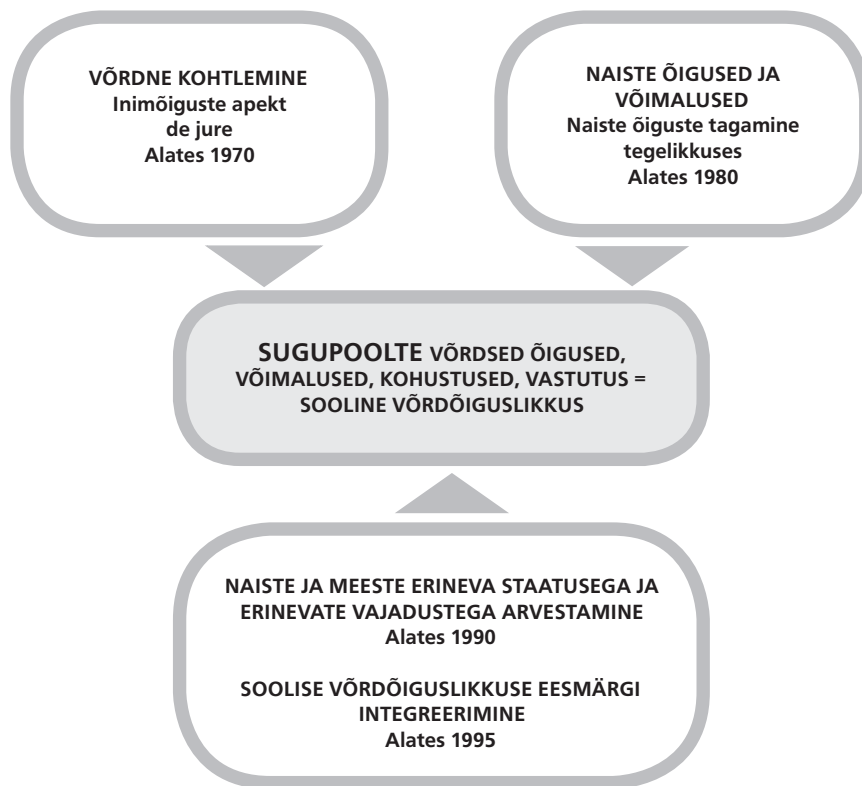 VÕRDNE KOHTLEMINE
Inimõiguste apekt
de jure
Alates 1970
NAISTE ÕIGUSED JA
VÕIMALUSED
Naiste õiguste tagamine
tegelikkuses
Alates 1980
SUGUPOOLTE VÕRDSED ÕIGUSED,
VÕIMALUSED, KOHUSTUSED, VASTUTUS =
SOOLINE VÕRDÕIGUSLIKKUS
NAISTE JA MEESTE ERINEVA STAATUSEGA JA
ERINEVATE VAJADUSTEGA ARVESTAMINE
Alates 1990
SOOLISE VÕRDÕIGUSLIKKUSE EESMÄRGI
INTEGREERIMINE
Alates 1995